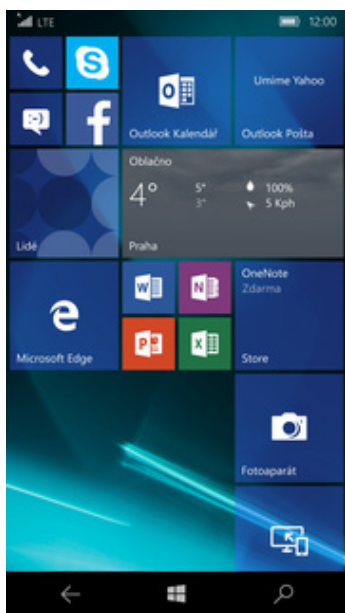 LTE
12:00
Umíme Yahoo
Outlook Kalendář
Outlook Pošta
Oblačno
4°
5°
3°
100%
5 Kph
Lidé
Praha
OneNote
Zdarma
Microsoft Edge
Store
Fotoaparát